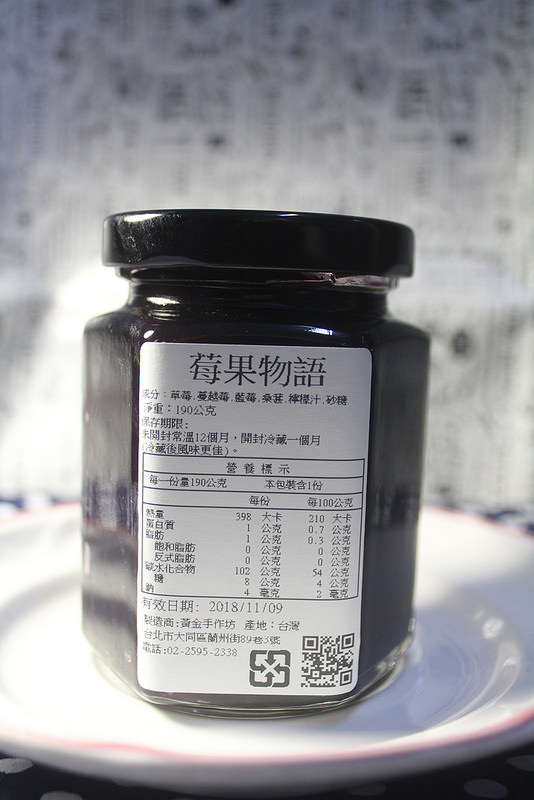 莓果物語
成分：草莓.蔓越莓.藍莓.桑葚.檸檬汁.砂糖
淨重：190公克
保存期限：
未開封常溫12個月，開封冷藏一個月
(冷藏後風味更佳)。
營養標示
每一份量190公克 本包裝含1份
每份 每100公克
熱量 398 大卡 210 大卡
蛋白質 1 公克 0.7 公克
脂肪 1 公克 0.3 公克
飽和脂肪 0 公克 0 公克
反式脂肪 0 公克 0 公克
碳水化合物 102 公克 54 公克
糖 8 公克 4 公克
鈉 4 毫克 2 毫克
有效日期: 2018/11/09
製造商:黃金手作坊 產地：台灣
台北市大同區蘭州街89巷3號
電話:02-2595-2338